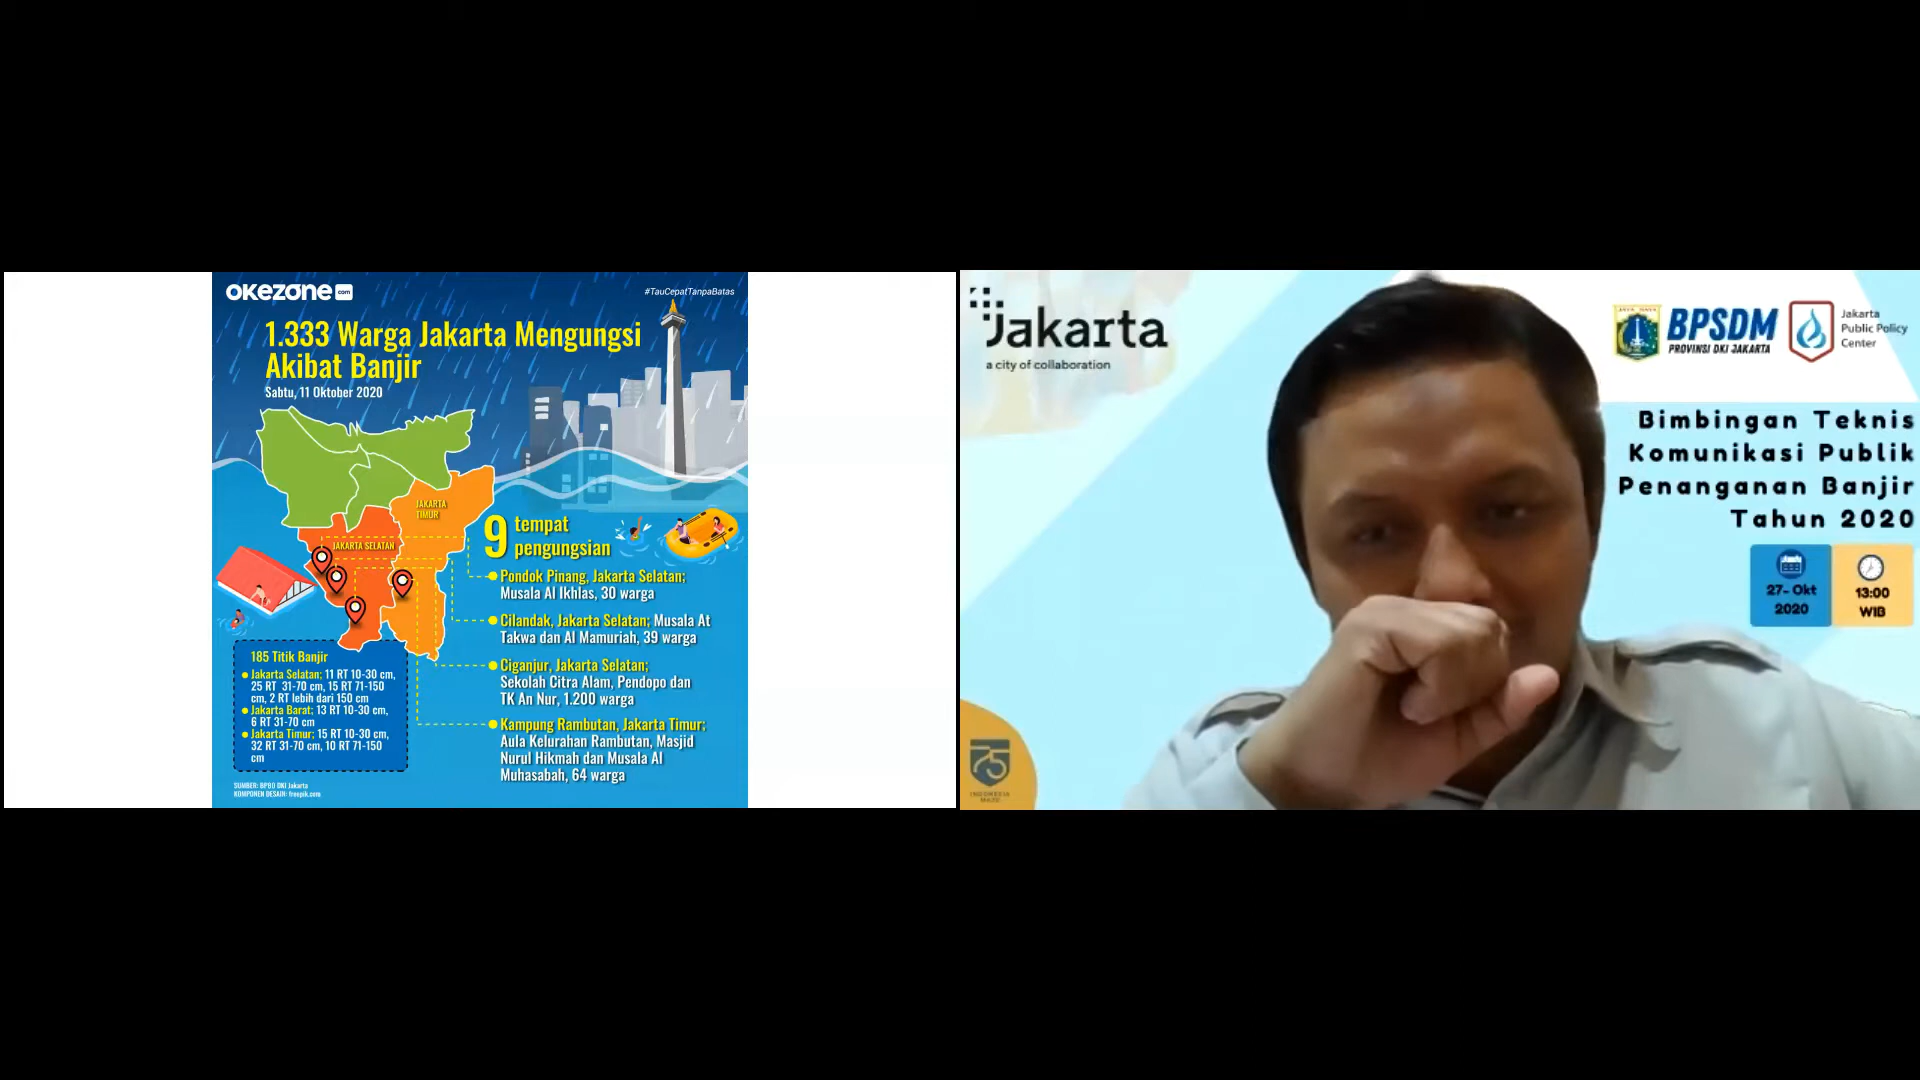 OKEZONE.com
#TauCepatTanpaBatas
1.333 Warga Jakarta Mengungsi
Akibat Banjir
Sabtu, 11 Oktober 2020
JAKARTA
TIMUR
JAKARTA SELATAN
9 tempat
pengungsian
Pondok Pinang, Jakarta Selatan;
Musala Al Ikhlas, 30 warga
Cilandak, Jakarta Selatan; Musala At
Takwa dan Al Mamuriah, 39 warga
Ciganjur, Jakarta Selatan;
Sekolah Citra Alam, Pendopo dan
TK An Nur, 1.200 warga
Kampung Rambutan, Jakarta Timur;
Aula Kelurahan Rambutan, Masjid
Nurul Hikmah dan Musala Al
Muhasabah, 64 warga
185 Titik Banjir
Jakarta Selatan; 11 RT 10-30 cm,
25 RT 31-70 cm, 15 RT 71-150
cm, 2 RT lebih dari 150 cm
Jakarta Barat; 13 RT 10-30 cm,
6 RT 31-70 cm
Jakarta Timur; 15 RT 10-30 cm,
32 RT 31-70 cm, 10 RT 71-150
cm
SUMBER: BPBD DKI Jakarta
KOMPONEN DESAIN: freepik.com
Jakarta
a city of collaboration
JAYA RAYA
BPSDM
PROVINSI DKI JAKARTA
Jakarta
Public Policy
Center
Bimbingan Teknis
Komunikasi Publik
Penanganan Banjir
Tahun 2020
27- Okt
2020
13:00
WIB
75
INDONESIA
MAJU